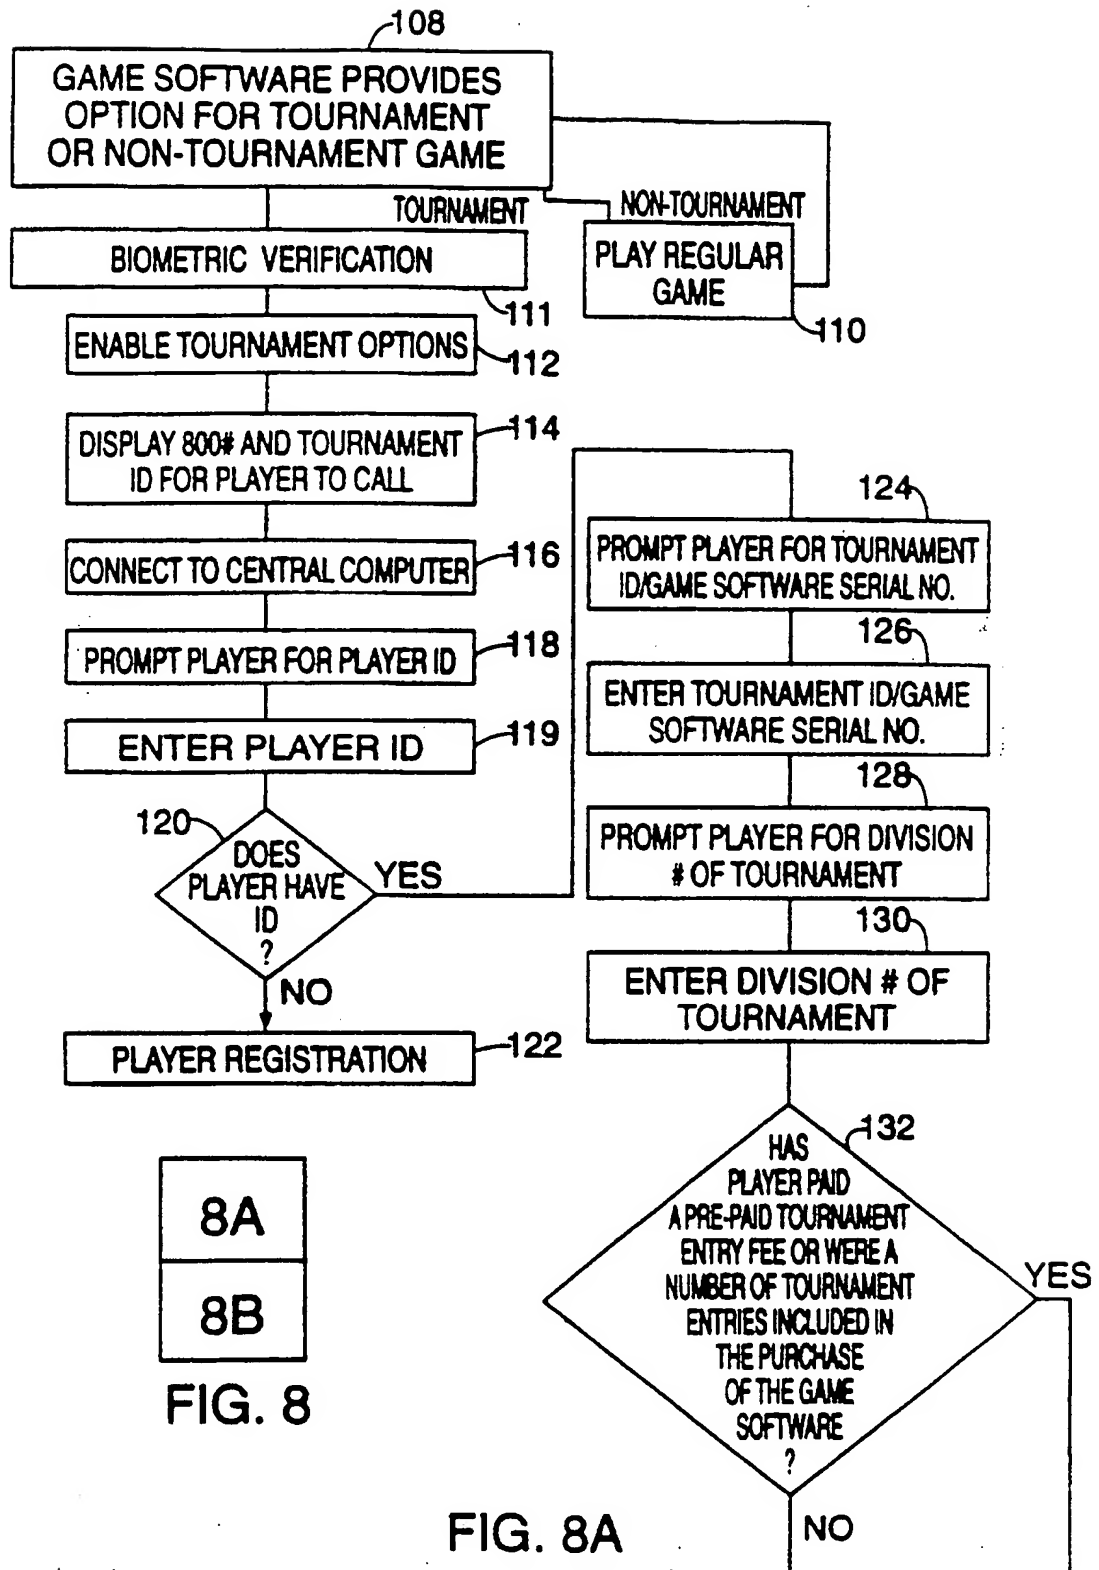 108
GAME SOFTWARE PROVIDES
OPTION FOR TOURNAMENT
OR NON-TOURNAMENT GAME
TOURNAMENT
NON-TOURNAMENT
BIOMETRIC VERIFICATION
111
PLAY REGULAR
GAME
110
ENABLE TOURNAMENT OPTIONS
112
DISPLAY 800# AND TOURNAMENT
ID FOR PLAYER TO CALL
114
CONNECT TO CENTRAL COMPUTER
116
PROMPT PLAYER FOR PLAYER ID
118
ENTER PLAYER ID
119
120
DOES
PLAYER HAVE
ID
?
YES
NO
PLAYER REGISTRATION
122
124
PROMPT PLAYER FOR TOURNAMENT
ID/GAME SOFTWARE SERIAL NO.
126
ENTER TOURNAMENT ID/GAME
SOFTWARE SERIAL NO.
128
PROMPT PLAYER FOR DIVISION
# OF TOURNAMENT
130
ENTER DIVISION # OF
TOURNAMENT
132
HAS
PLAYER PAID
A PRE-PAID TOURNAMENT
ENTRY FEE OR WERE A
NUMBER OF TOURNAMENT
ENTRIES INCLUDED IN
THE PURCHASE
OF THE GAME
SOFTWARE
?
YES
NO
8A
8B
FIG. 8
FIG. 8A